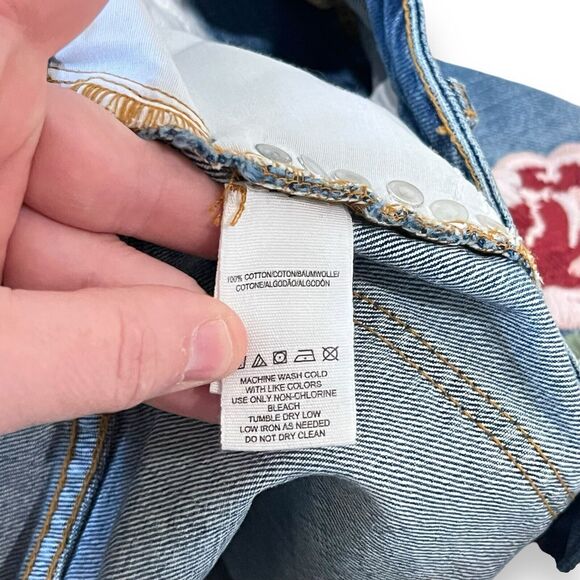 100% COTTON/COTON/BAUMWOLLE/
COTONE/ALGODÃO/ALGODÓN
MACHINE WASH COLD
WITH LIKE COLORS
USE ONLY NON-CHLORINE
BLEACH
TUMBLE DRY LOW
LOW IRON AS NEEDED
DO NOT DRY CLEAN